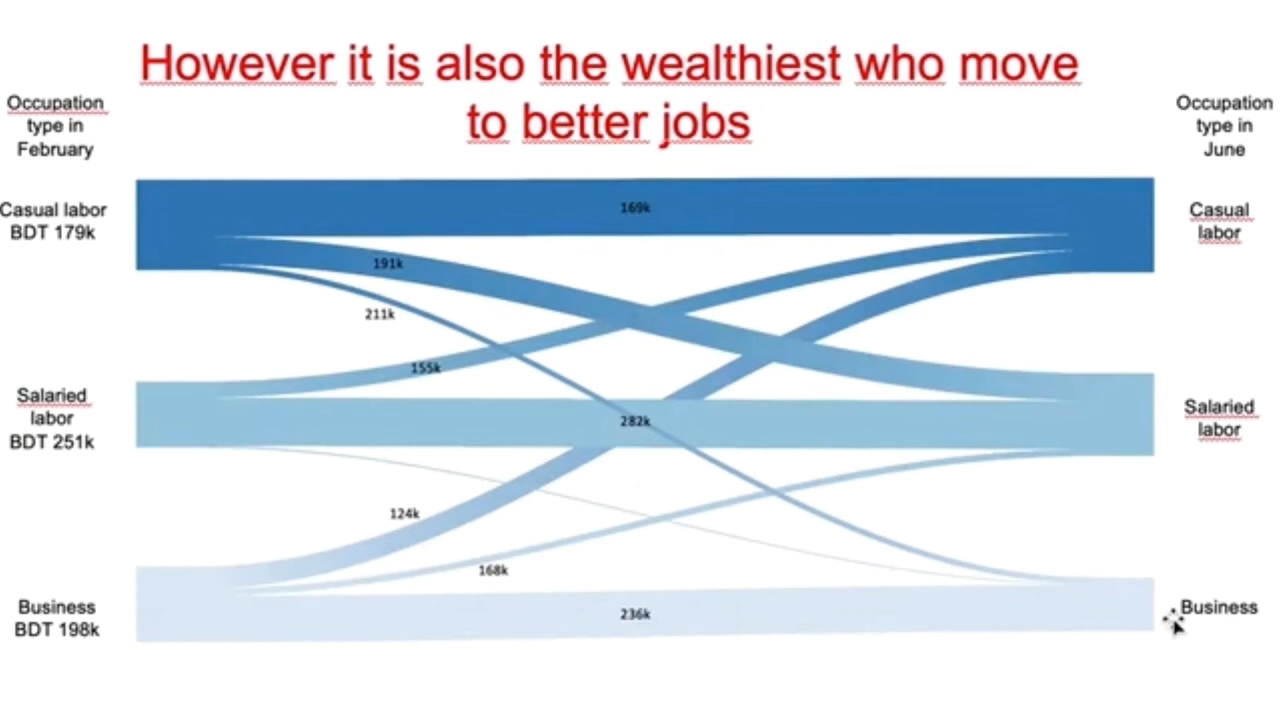 However it is also the wealthiest who move
to better jobs
Occupation
type in
February
Occupation
type in
June
Casual labor
BDT 179k
169k
Casual
labor
191k
211k
155k
Salaried
labor
BDT 251k
282k
Salaried
labor
124k
168k
Business
BDT 198k
236k
Business